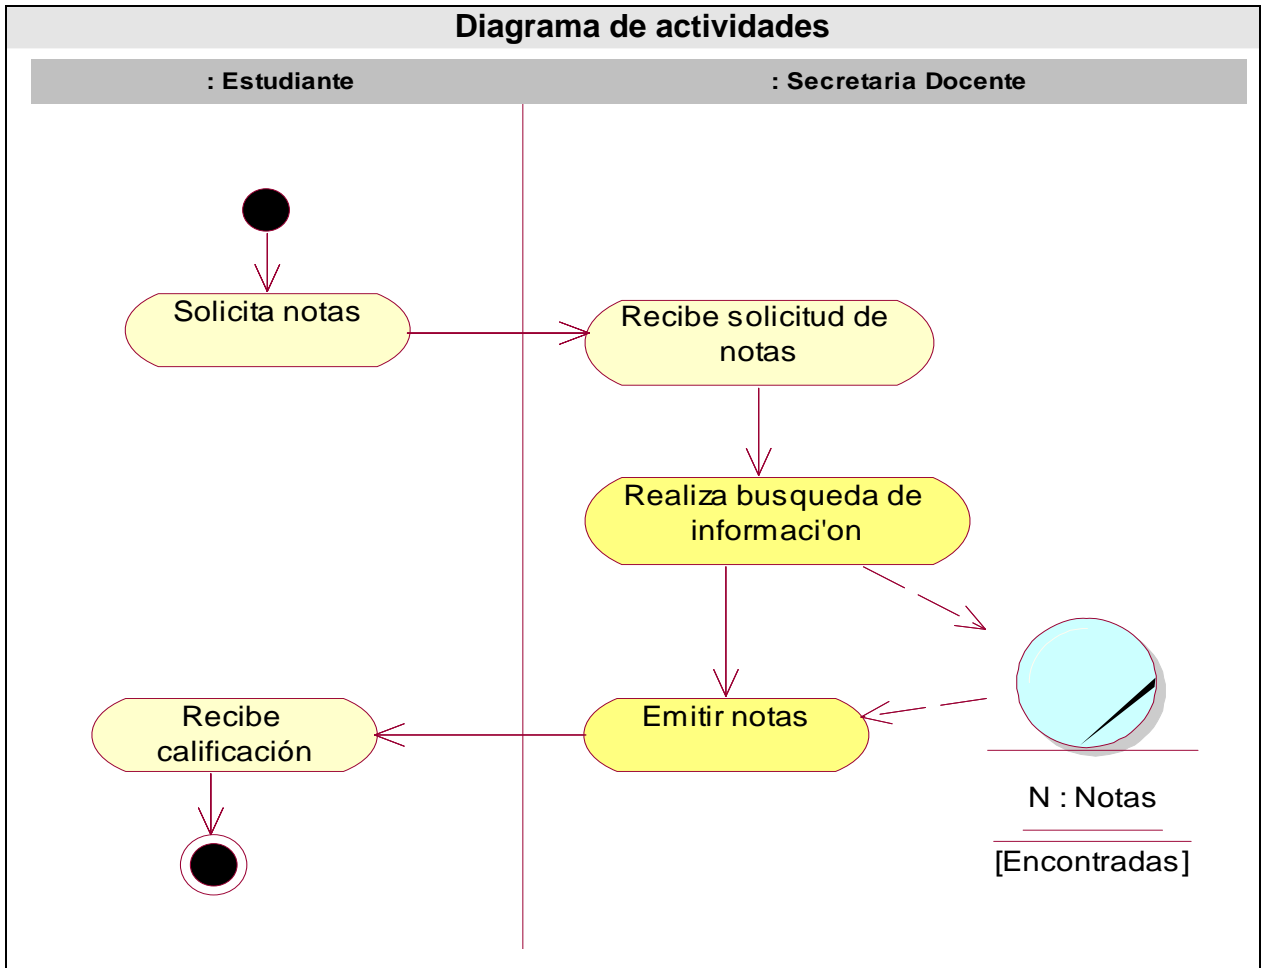 Diagrama de actividades
: Estudiante
: Secretaria Docente
Solicita notas
Recibe solicitud de
notas
Realiza busqueda de
informaci'on
Emitir notas
Recibe
calificación
N : Notas
[Encontradas]